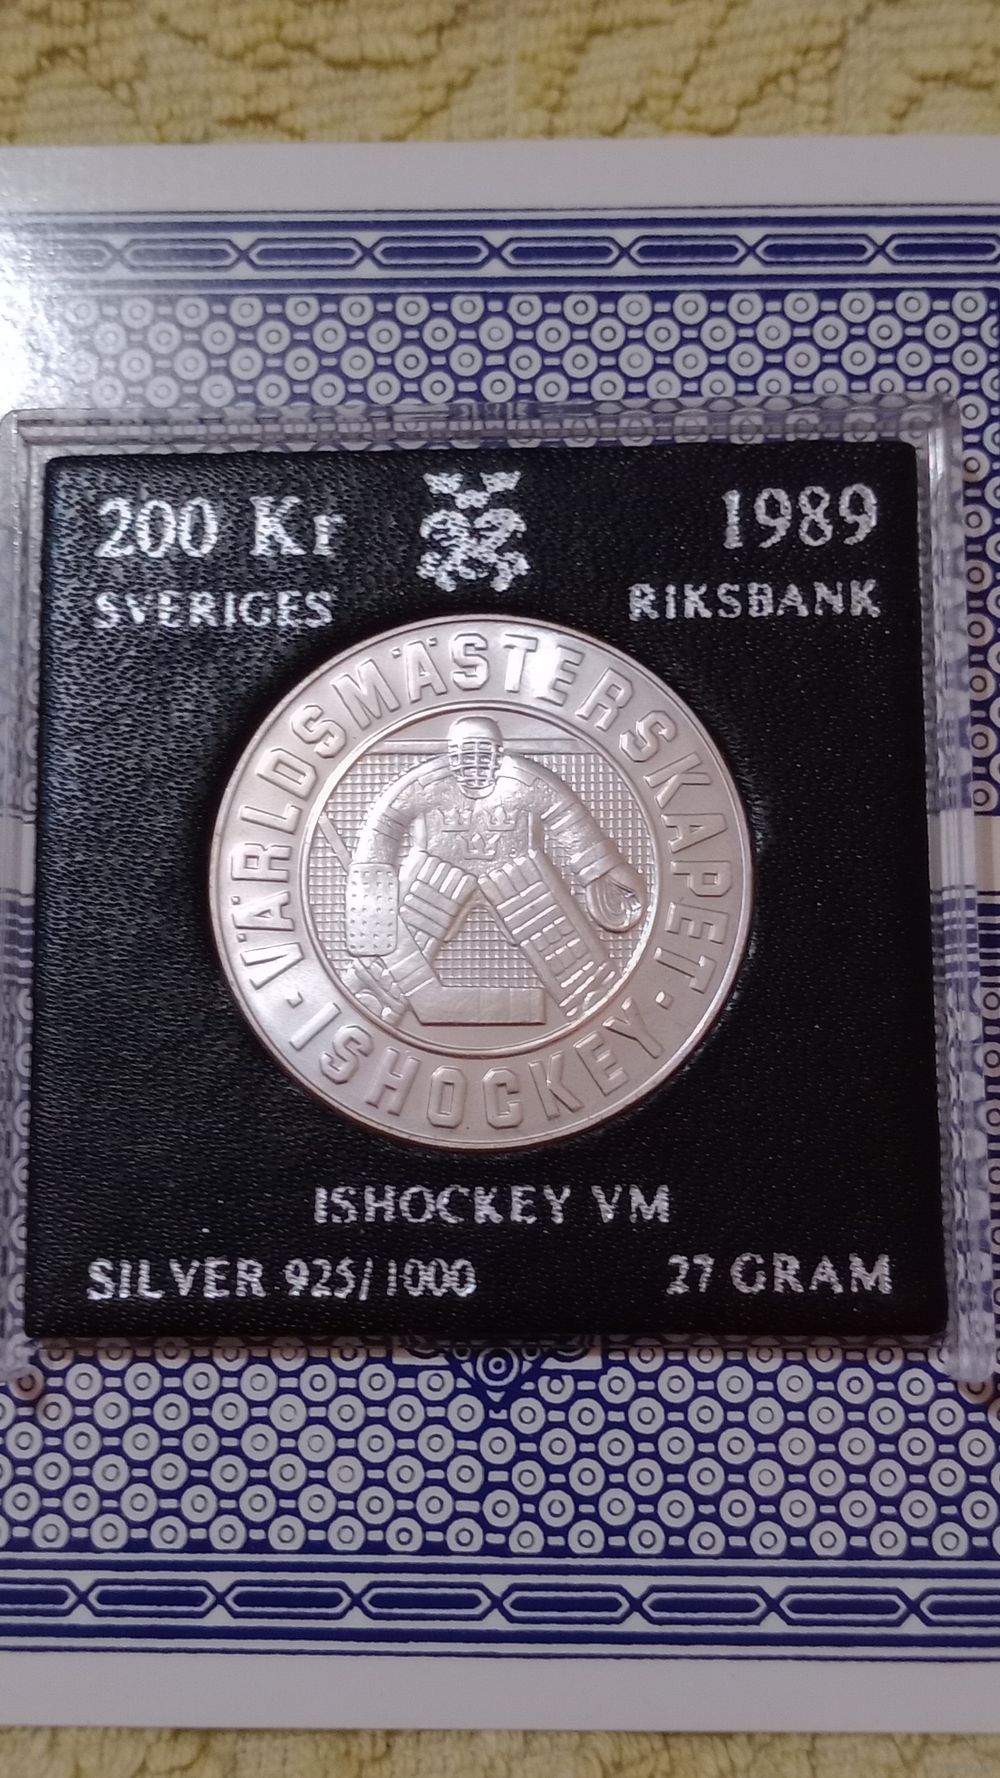 200 Kr
1989
SVERIGES
RIKSBANK
VÄRLDSMÄSTERSKAPET
· ISHOCKEY ·
ISHOCKEY VM
SILVER 925/1000
27 GRAM